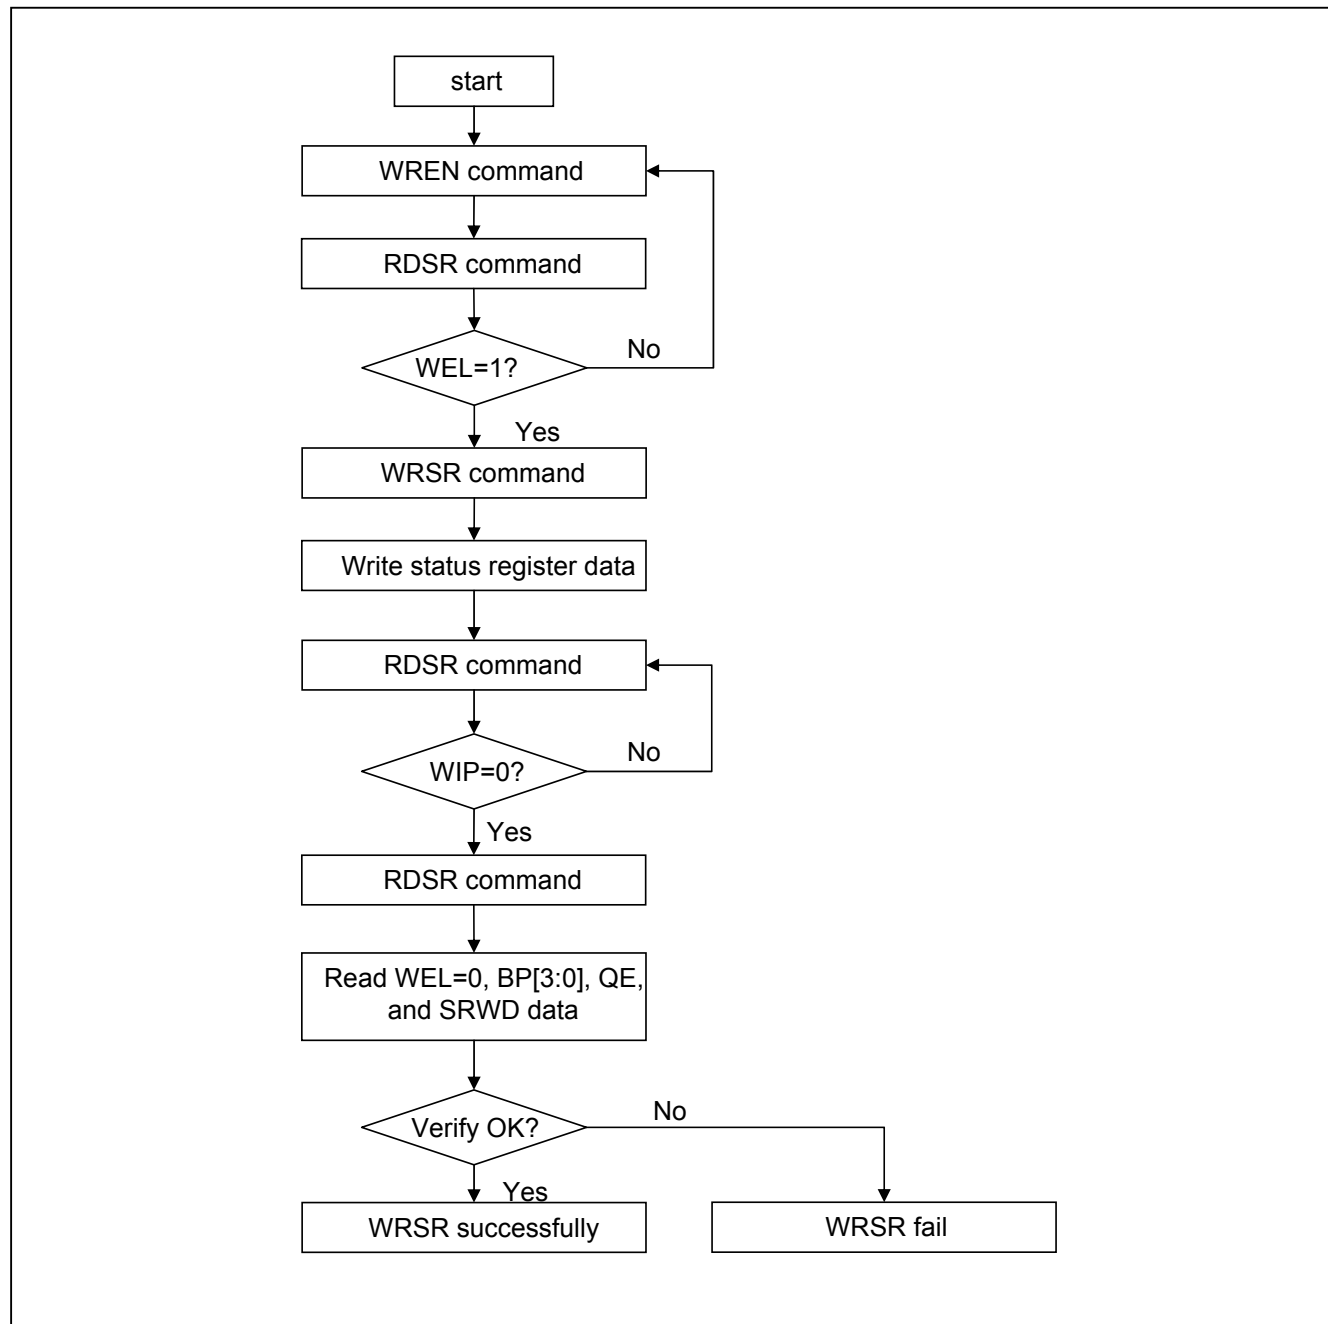 start
WREN command
RDSR command
WEL=1?
No
Yes
WRSR command
Write status register data
RDSR command
WIP=0?
No
Yes
RDSR command
Read WEL=0, BP[3:0], QE,
and SRWD data
Verify OK?
No
Yes
WRSR successfully
WRSR fail